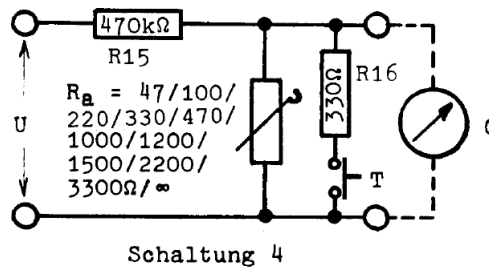 470kΩ
R15
R16
330Ω
Ra = 47/100/
220/330/470/
1000/1200/
1500/2200/
3300Ω/∞
U
T
Schaltung 4